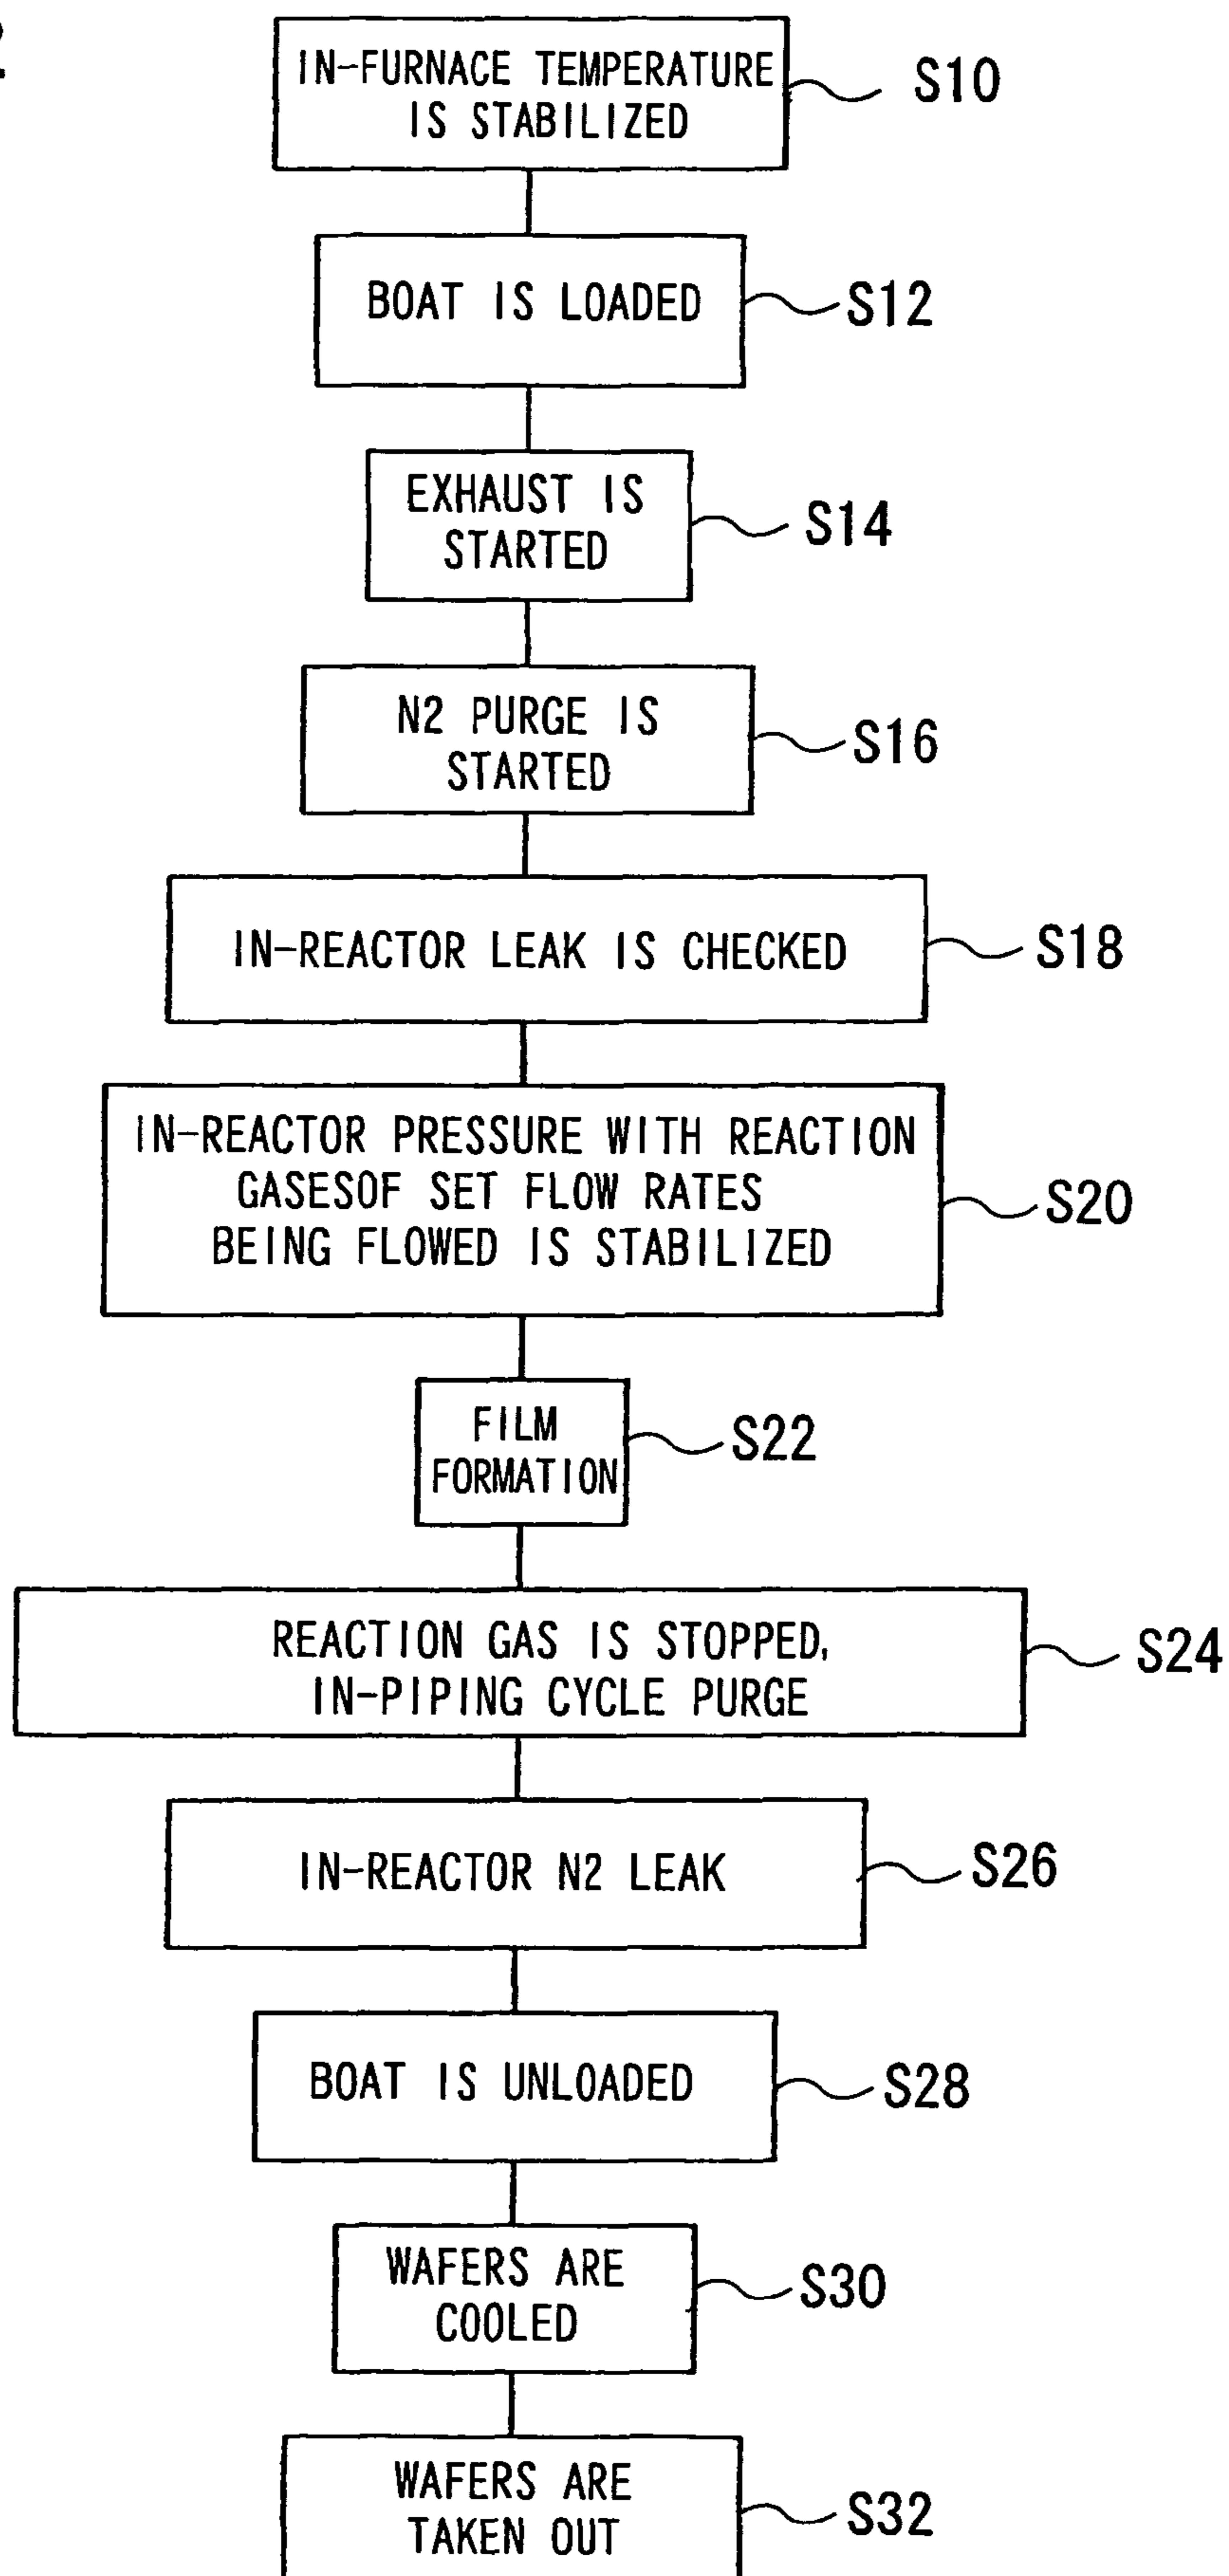 IN-FURNACE TEMPERATURE
IS STABILIZED
S10
BOAT IS LOADED
S12
EXHAUST IS
STARTED
S14
N2 PURGE IS
STARTED
S16
IN-REACTOR LEAK IS CHECKED
S18
IN-REACTOR PRESSURE WITH REACTION
GASESOF SET FLOW RATES
BEING FLOWED IS STABILIZED
S20
FILM
FORMATION
S22
REACTION GAS IS STOPPED,
IN-PIPING CYCLE PURGE
S24
IN-REACTOR N2 LEAK
S26
BOAT IS UNLOADED
S28
WAFERS ARE
COOLED
S30
WAFERS ARE
TAKEN OUT
S32